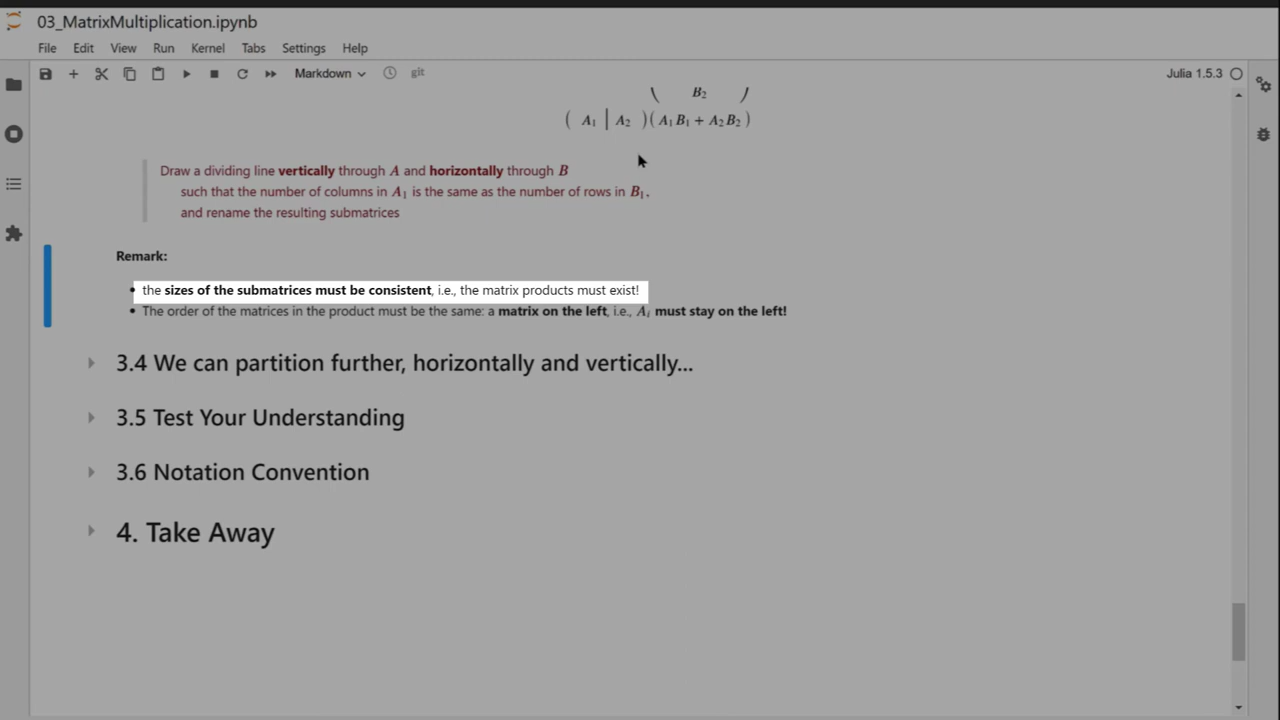 03_MatrixMultiplication.ipynb
File Edit View Run Kernel Tabs Settings Help
Markdown git Julia 1.5.3
( B₂ )
( A₁ | A₂ ) ( A₁B₁ + A₂B₂ )
Draw a dividing line vertically through A and horizontally through B
such that the number of columns in A₁ is the same as the number of rows in B₁,
and rename the resulting submatrices
Remark:
• the sizes of the submatrices must be consistent, i.e., the matrix products must exist!
• The order of the matrices in the product must be the same: a matrix on the left, i.e., Aᵢ must stay on the left!
3.4 We can partition further, horizontally and vertically...
3.5 Test Your Understanding
3.6 Notation Convention
4. Take Away